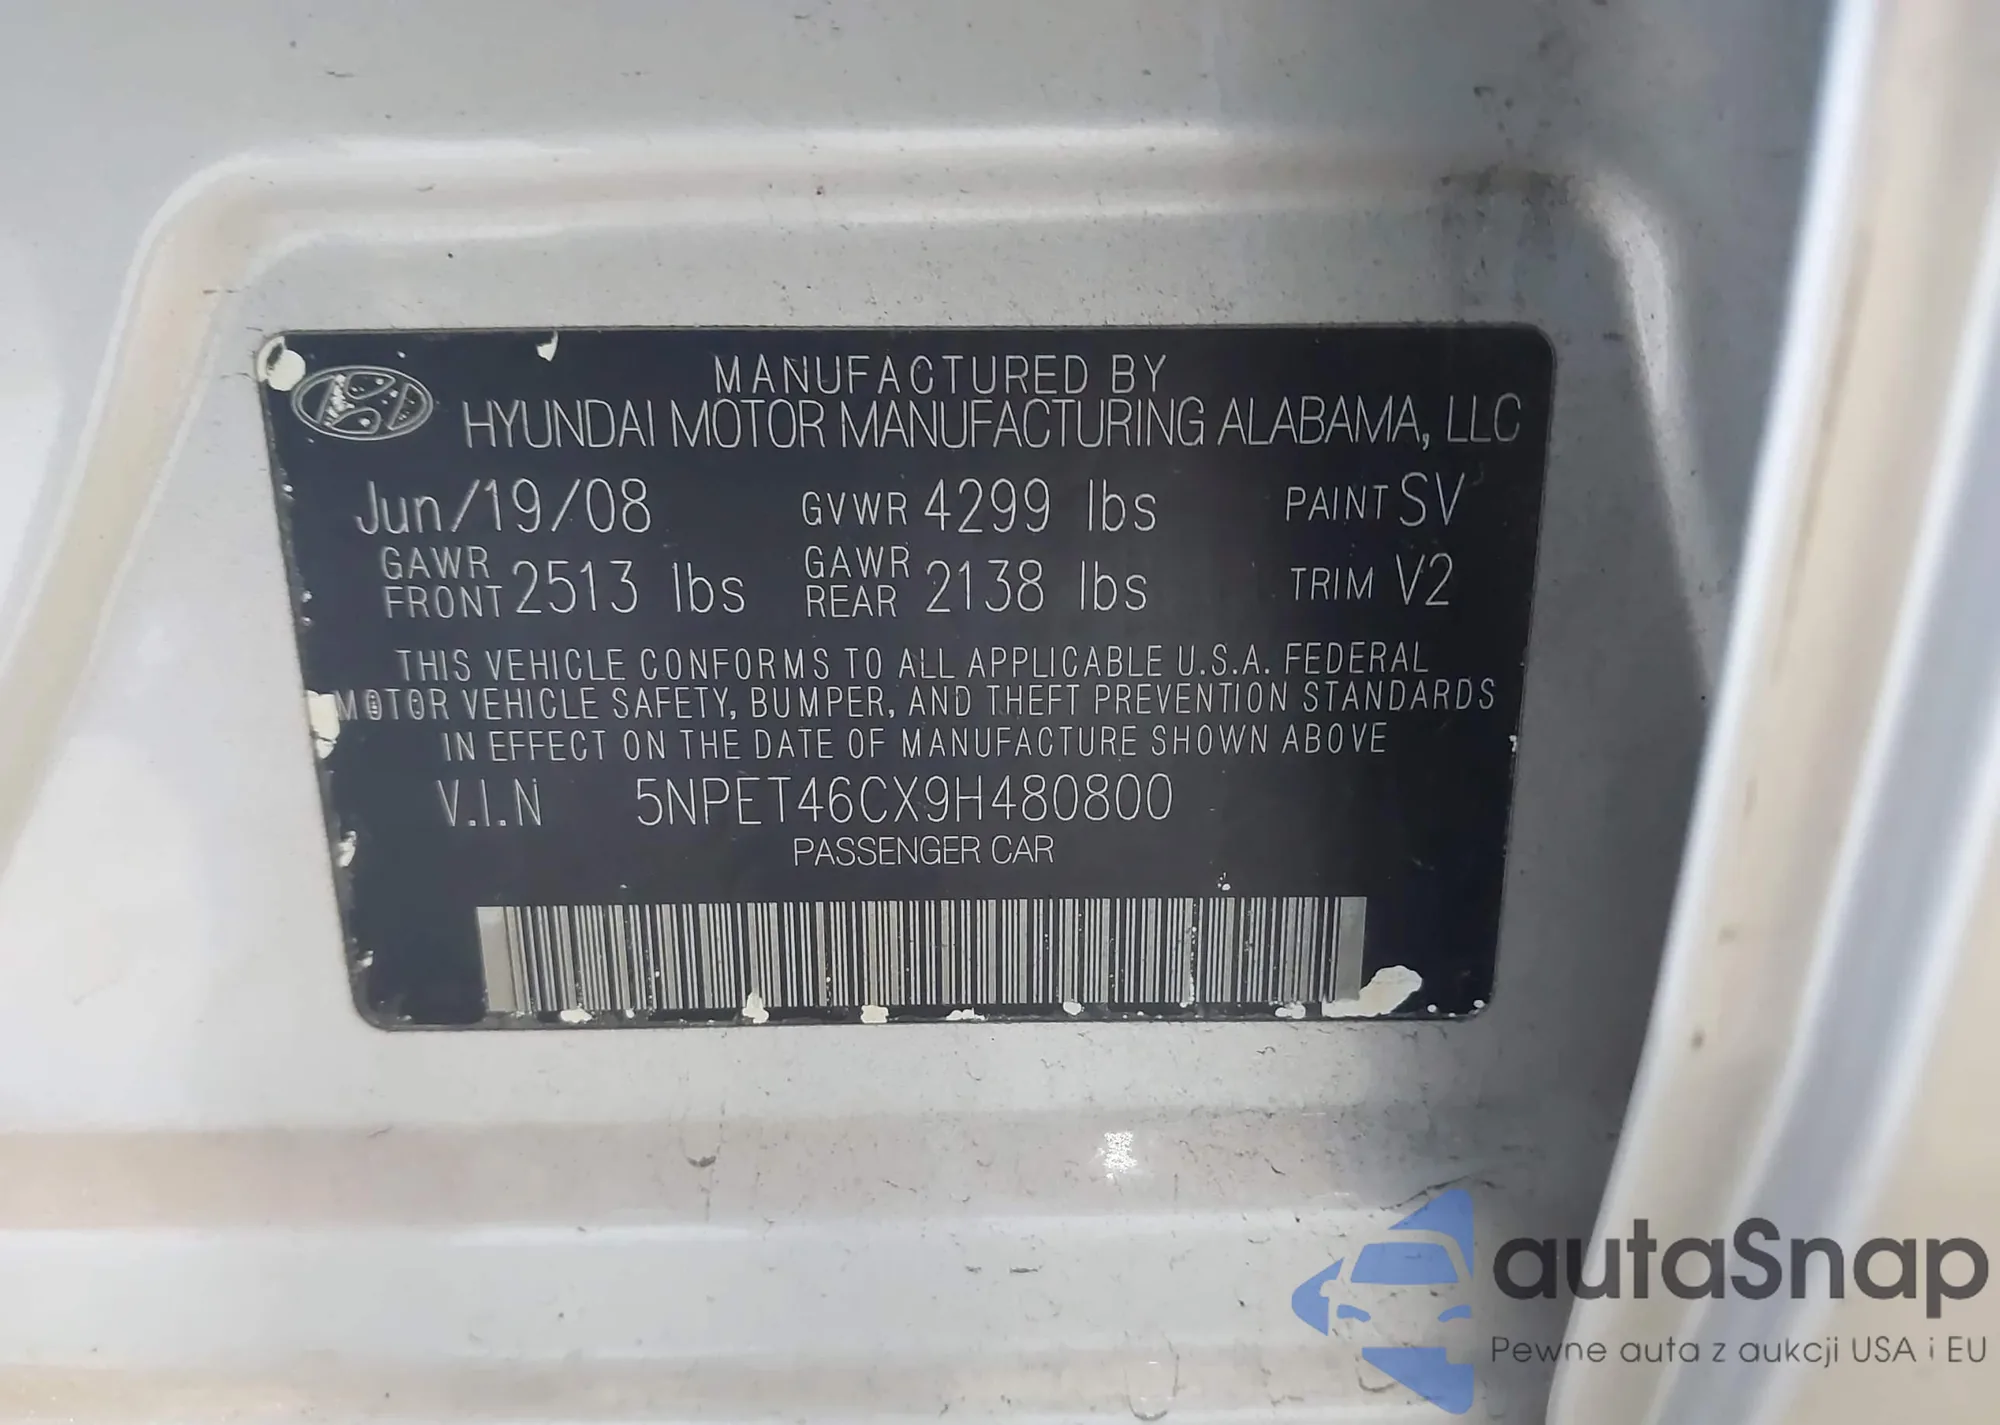 MANUFACTURED BY
HYUNDAI MOTOR MANUFACTURING ALABAMA, LLC
Jun/19/08 GVWR 4299 lbs PAINT SV
GAWR FRONT 2513 lbs GAWR REAR 2138 lbs TRIM V2
THIS VEHICLE CONFORMS TO ALL APPLICABLE U.S.A. FEDERAL
MOTOR VEHICLE SAFETY, BUMPER, AND THEFT PREVENTION STANDARDS
IN EFFECT ON THE DATE OF MANUFACTURE SHOWN ABOVE
V.I.N 5NPET46CX9H480800
PASSENGER CAR
autaSnap
Pewne auta z aukcji USA i EU